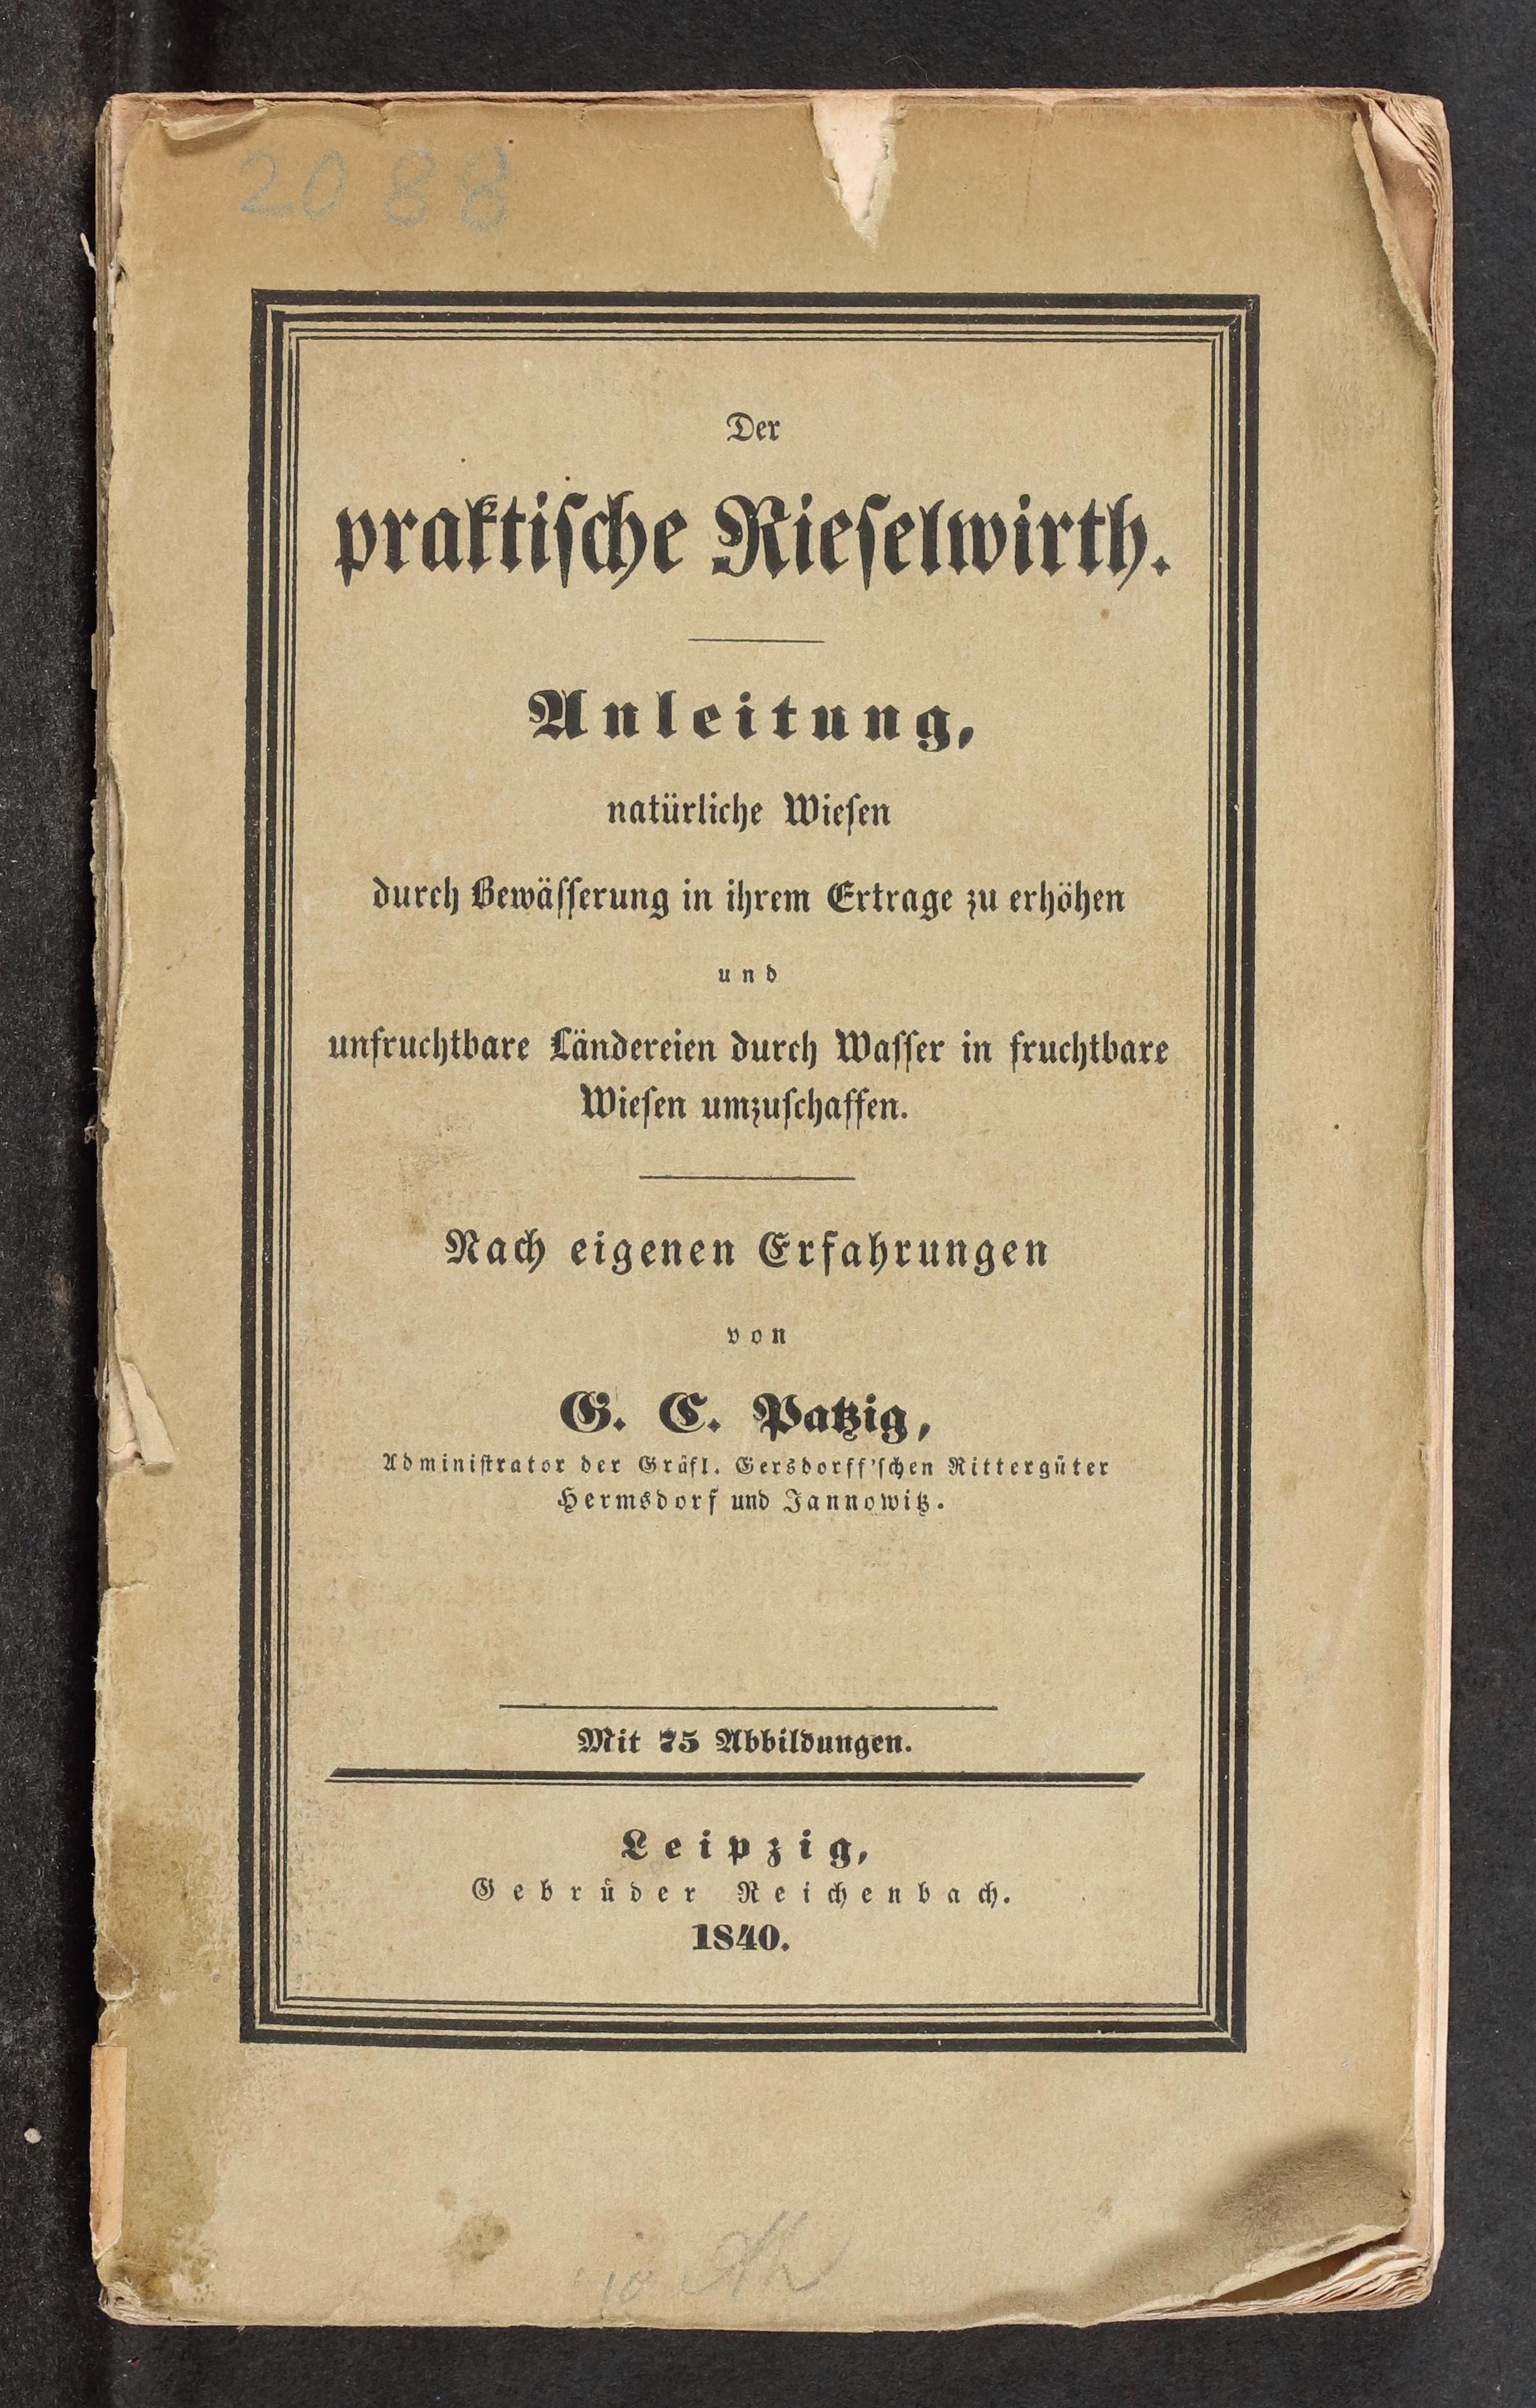 2088
Der
praktische Rieselwirth.
Anleitung,
natürliche Wiesen
durch Bewässerung in ihrem Ertrage zu erhöhen
und
unfruchtbare Ländereien durch Wasser in fruchtbare
Wiesen umzuschaffen.
Nach eigenen Erfahrungen
von
G. C. Patzig,
Administrator der Gräfl. Gersdorff'schen Rittergüter
Hermsdorf und Jannowitz.
Mit 75 Abbildungen.
Leipzig,
Gebrüder Reichenbach.
1840.